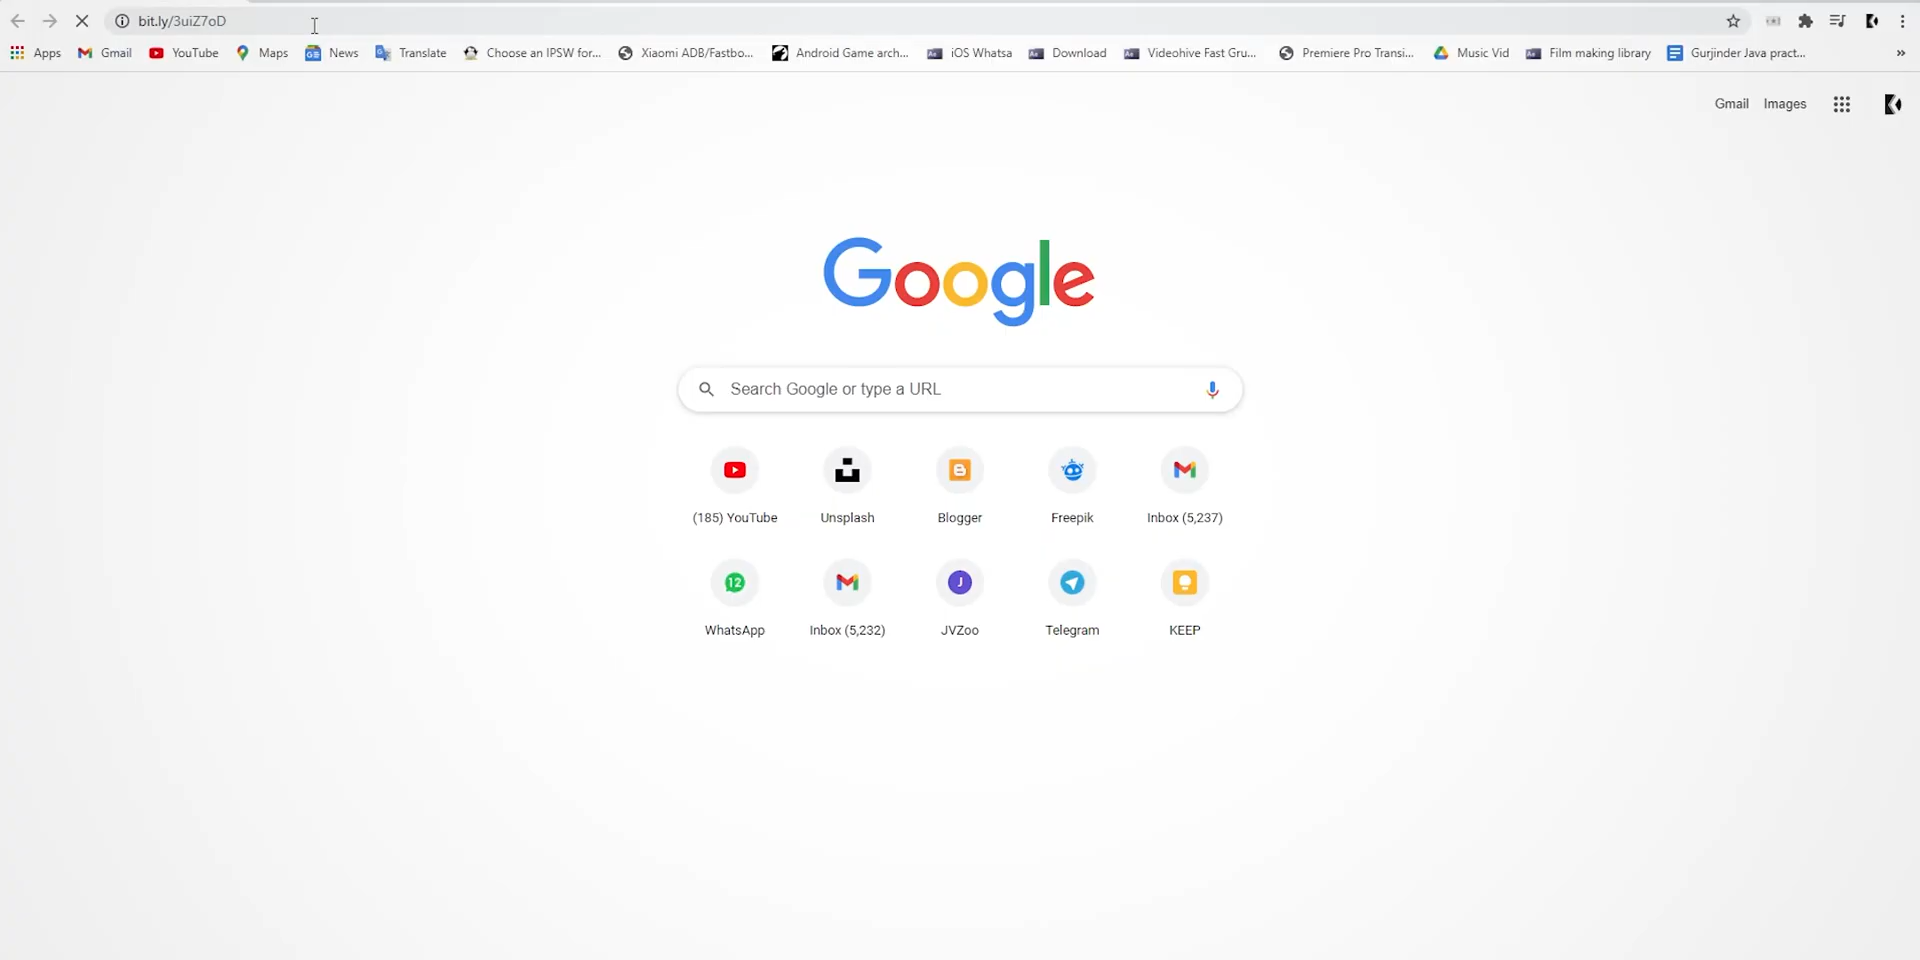 bit.ly/3uiZ7oD
Apps Gmail YouTube Maps News Translate Choose an IPSW for... Xiaomi ADB/Fastbo... Android Game arch... iOS Whatsa Download Videohive Fast Gru... Premiere Pro Transi... Music Vid Film making library Gurjinder Java pract... »
Gmail Images
Google
Search Google or type a URL
(185) YouTube Unsplash Blogger Freepik Inbox (5,237)
12 J
WhatsApp Inbox (5,232) JVZoo Telegram KEEP